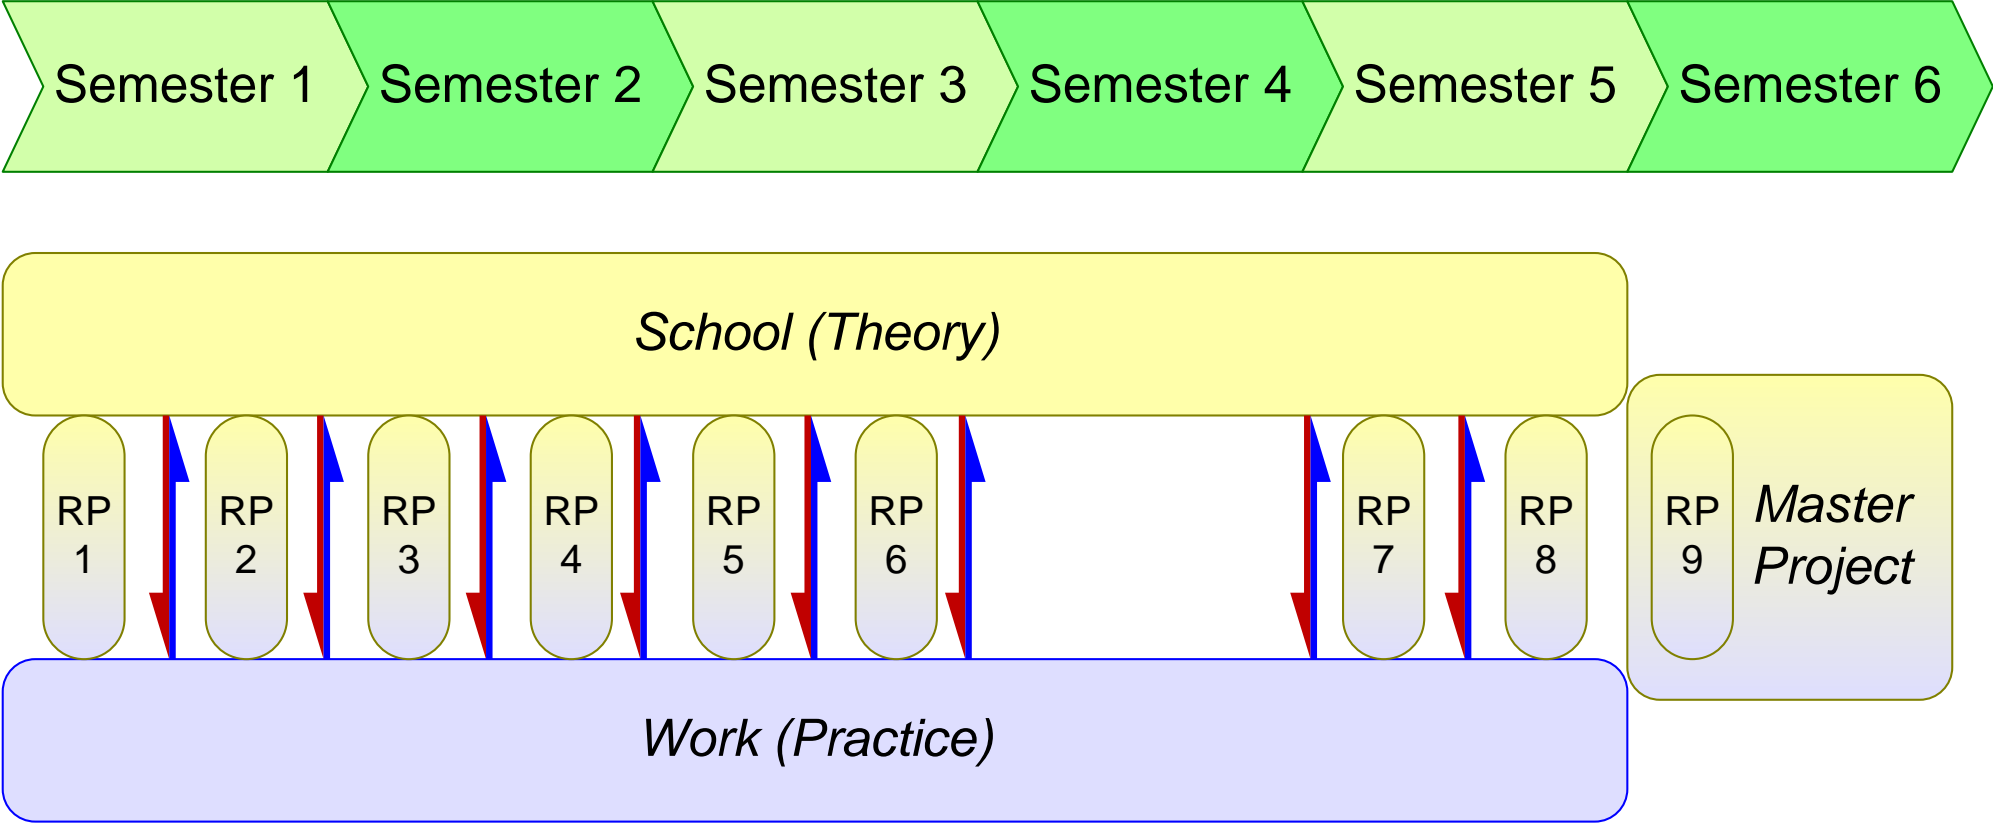 Semester 1
Semester 2
Semester 3
Semester 4
Semester 5
Semester 6
School (Theory)
RP
1
RP
2
RP
3
RP
4
RP
5
RP
6
RP
7
RP
8
RP
9
Master
Project
Work (Practice)